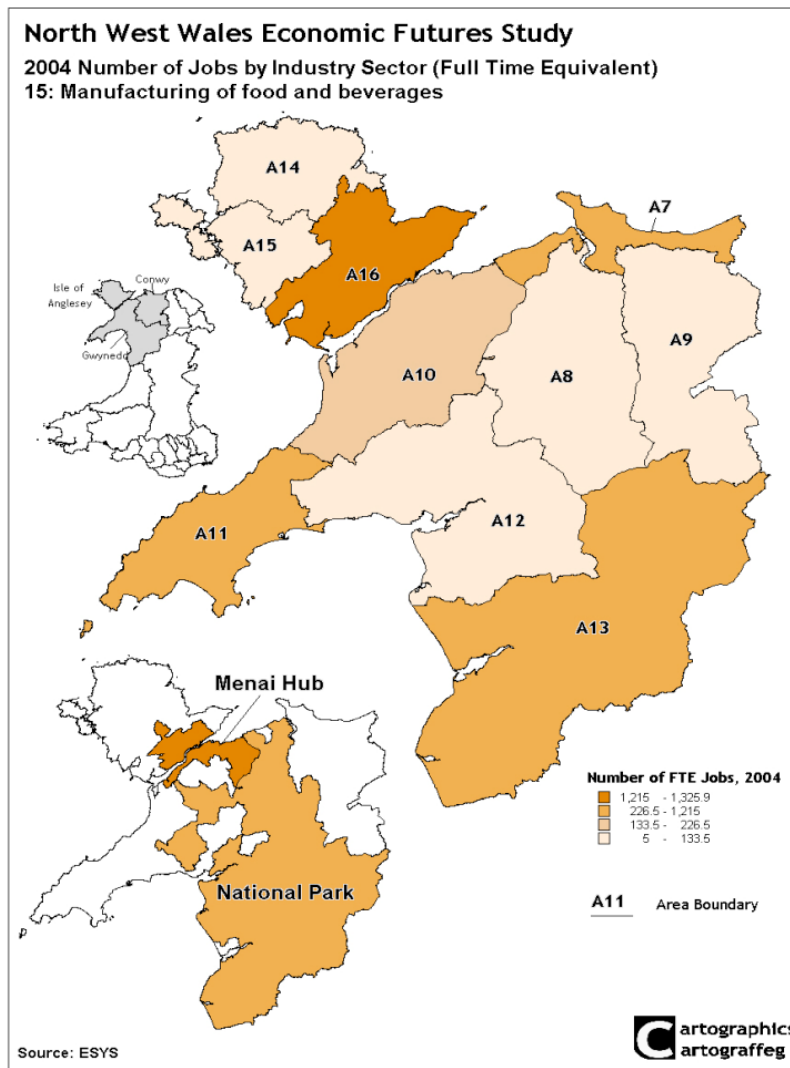 North West Wales Economic Futures Study
2004 Number of Jobs by Industry Sector (Full Time Equivalent)
15: Manufacturing of food and beverages
A14
A7
A15
A16
Conwy
Isle of
Anglesey
A9
Gwynedd
A10
A8
A11
A12
A13
Menai Hub
Number of FTE Jobs, 2004
1,215 - 1,325.9
226.5 - 1,215
133.5 - 226.5
5 - 133.5
National Park
A11 Area Boundary
Cartographics
Cartograffeg
Source: ESYS